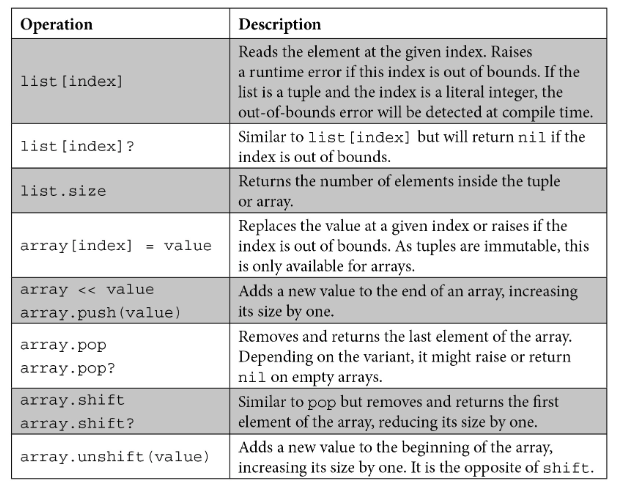 Operation Description
list[index]
Reads the element at the given index. Raises
a runtime error if this index is out of bounds. If the
list is a tuple and the index is a literal integer, the
out-of-bounds error will be detected at compile time.
list[index]?
Similar to list[index] but will return nil if the
index is out of bounds.
list.size
Returns the number of elements inside the tuple
or array.
array[index] = value
Replaces the value at a given index or raises if the
index is out of bounds. As tuples are immutable, this
is only available for arrays.
array << value
array.push(value)
Adds a new value to the end of an array, increasing
its size by one.
array.pop
array.pop?
Removes and returns the last element of the array.
Depending on the variant, it might raise or return
nil on empty arrays.
array.shift
array.shift?
Similar to pop but removes and returns the first
element of the array, reducing its size by one.
array.unshift(value)
Adds a new value to the beginning of the array,
increasing its size by one. It is the opposite of shift.